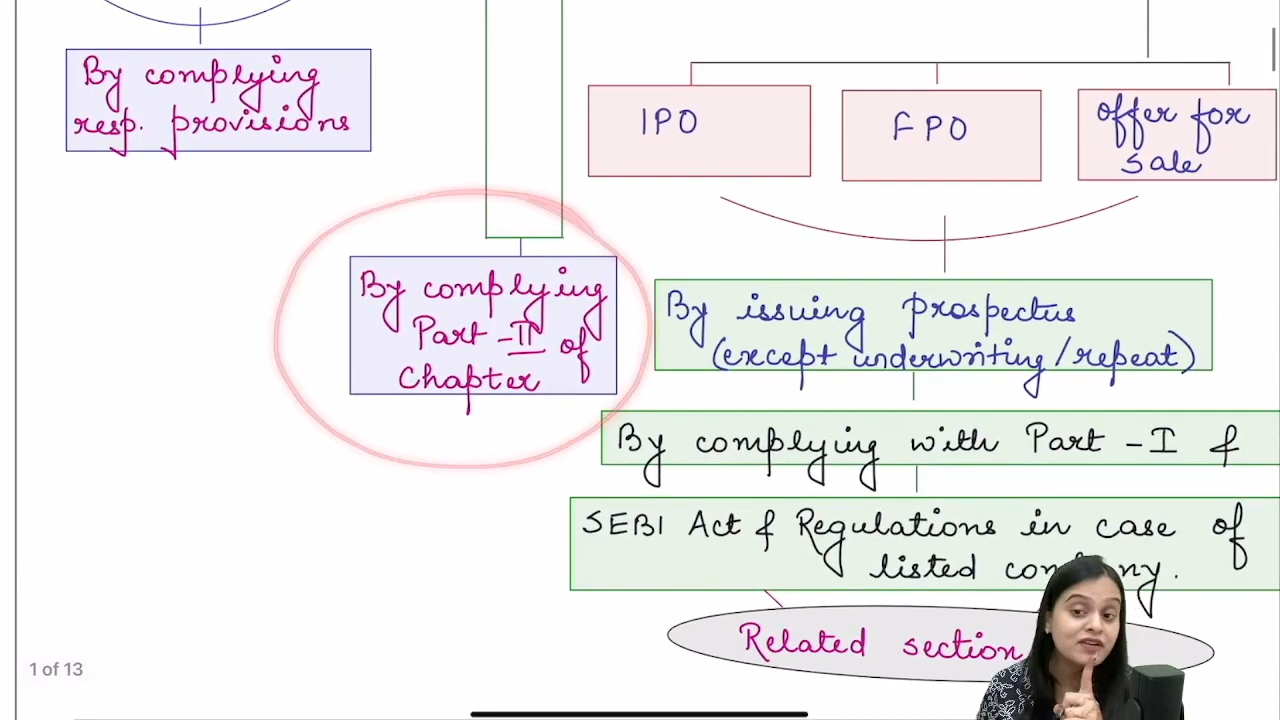 By complying
resp. provisions
IPO
FPO
offer for
sale
By complying
Part -II of
Chapter
By issuing prospectus
(except underwriting/repeat)
By complying with Part -I &
SEBI Act & Regulations in case of
listed company.
Related section
1 of 13